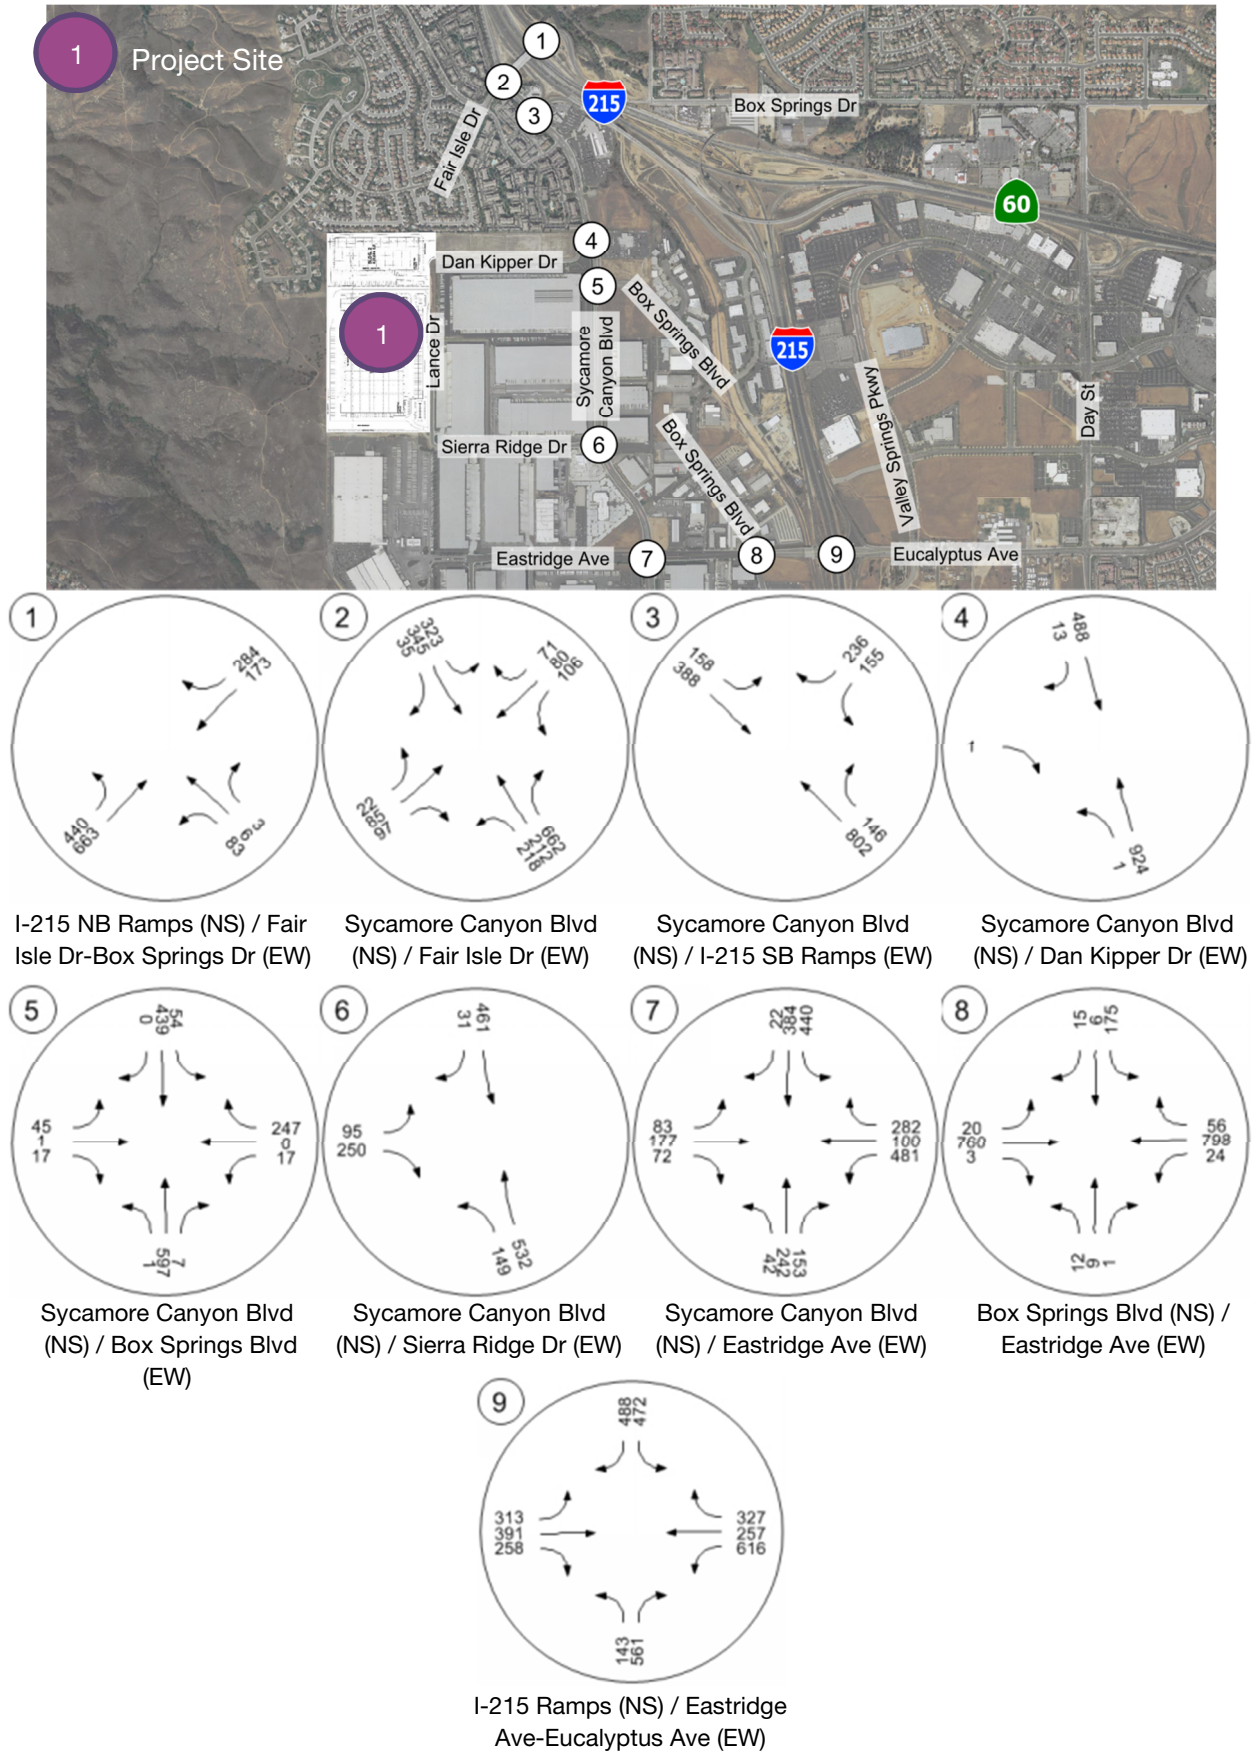 1 Project Site
1
2
3
215
Box Springs Dr
Fair Isle Dr
60
4
Dan Kipper Dr
5
Box Springs Blvd
1
Lance Dr
Sycamore
Canyon Blvd
215
Valley Springs Pkwy
Day St
Sierra Ridge Dr
6
Box Springs Blvd
Eastridge Ave
7
8
9
Eucalyptus Ave
1
284
173
440
663
83
I-215 NB Ramps (NS) / Fair
Isle Dr-Box Springs Dr (EW)
2
35
345
323
71
80
106
Sycamore Canyon Blvd
(NS) / Fair Isle Dr (EW)
3
158
388
236
155
146
802
Sycamore Canyon Blvd
(NS) / I-215 SB Ramps (EW)
4
13
488
924
1
Sycamore Canyon Blvd
(NS) / Dan Kipper Dr (EW)
5
0
439
54
45
1
17
247
0
17
1
597
7
Sycamore Canyon Blvd
(NS) / Box Springs Blvd
(EW)
6
31
461
95
250
149
532
Sycamore Canyon Blvd
(NS) / Sierra Ridge Dr (EW)
7
22
384
440
83
177
72
282
100
481
42
242
153
Sycamore Canyon Blvd
(NS) / Eastridge Ave (EW)
8
15
6
175
20
760
3
56
798
24
12
9
1
Box Springs Blvd (NS) /
Eastridge Ave (EW)
9
488
472
313
391
258
327
257
616
143
561
I-215 Ramps (NS) / Eastridge
Ave-Eucalyptus Ave (EW)